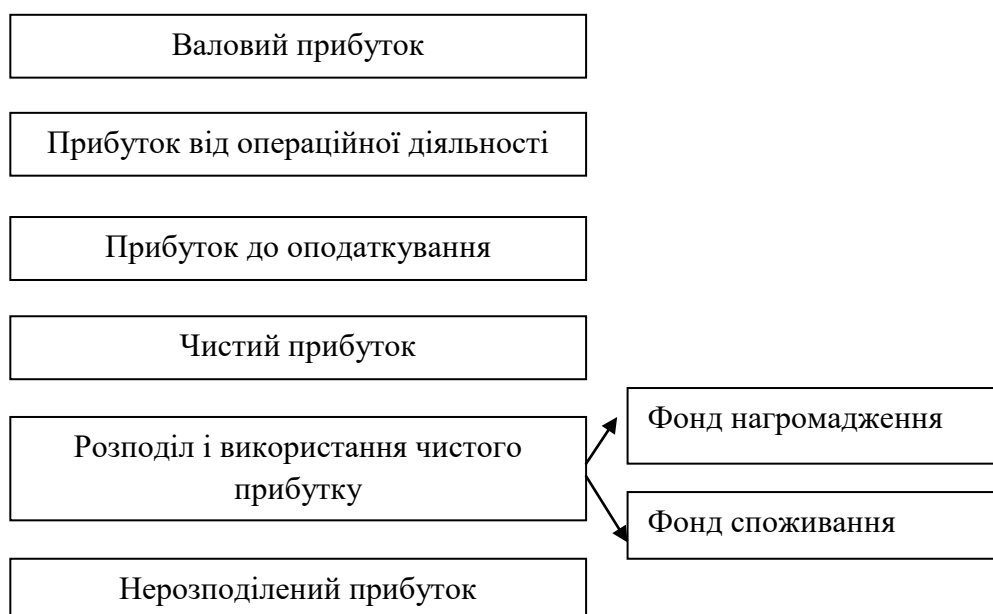 Валовий прибуток
Прибуток від операційної діяльності
Прибуток до оподаткування
Чистий прибуток
Розподіл і використання чистого
прибутку
Фонд нагромадження
Фонд споживання
Нерозподілений прибуток